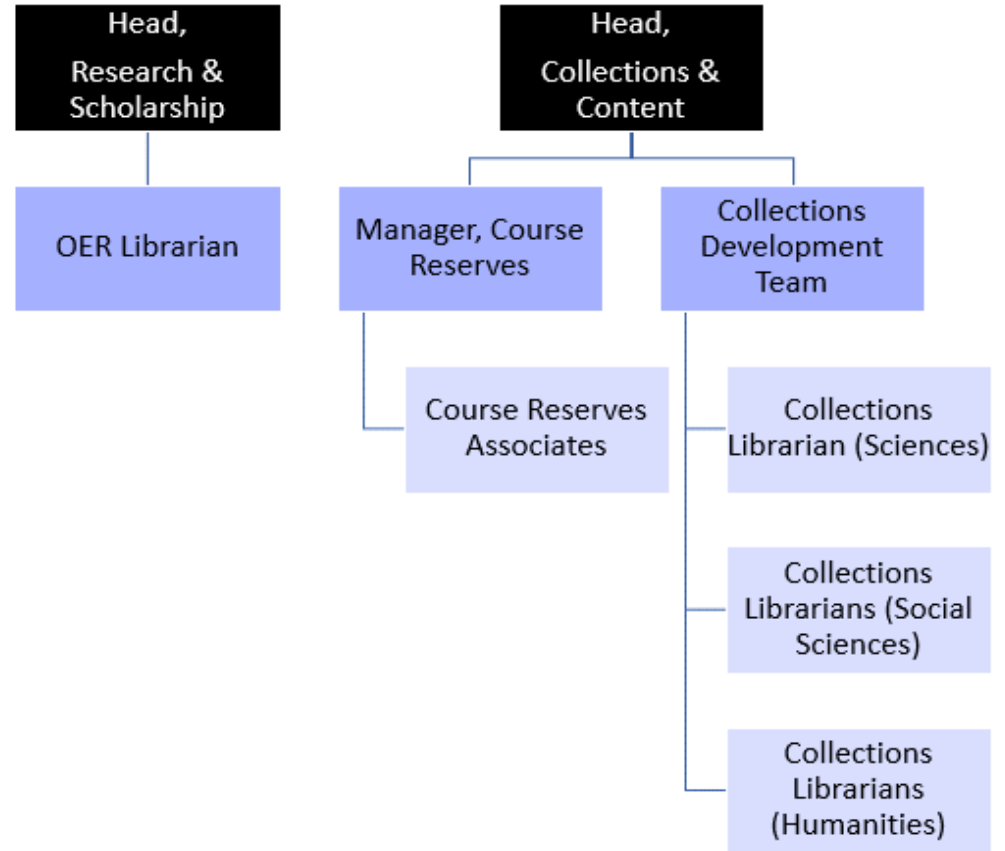 Head,
Research &
Scholarship
Head,
Collections &
Content
OER Librarian
Manager, Course
Reserves
Collections
Development
Team
Course Reserves
Associates
Collections
Librarian (Sciences)
Collections
Librarians (Social
Sciences)
Collections
Librarians
(Humanities)